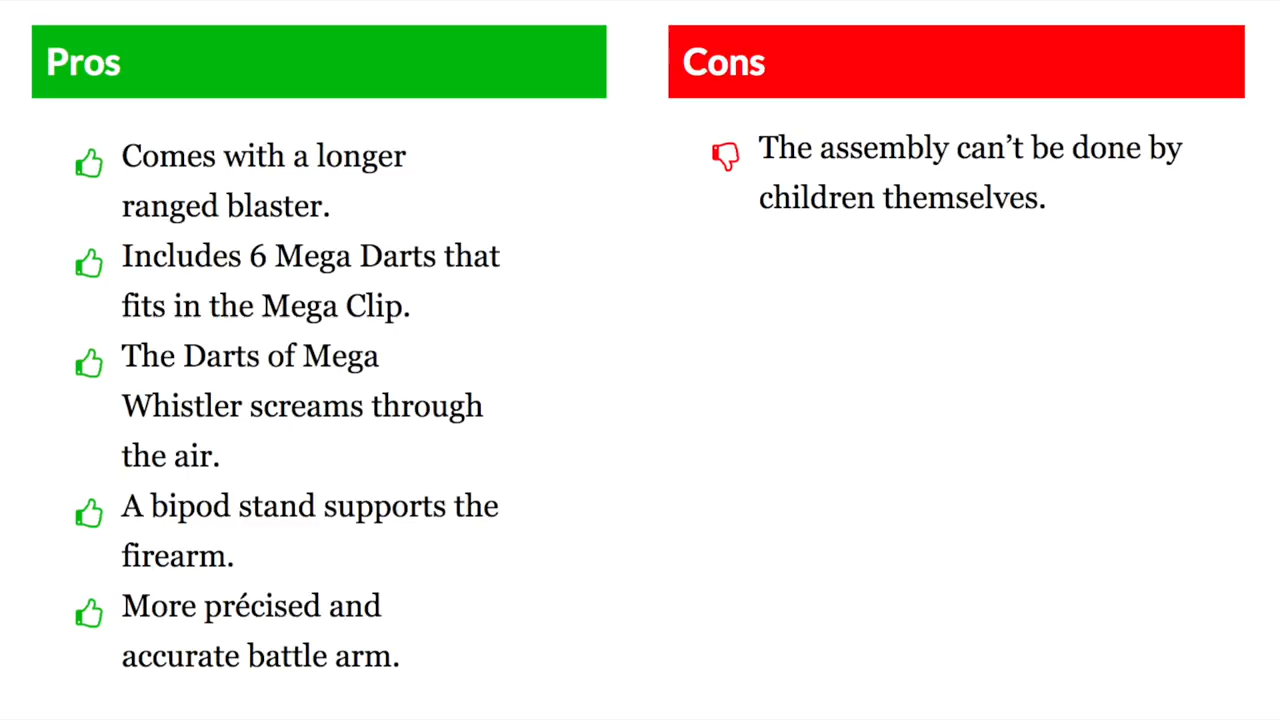 Pros
Comes with a longer
ranged blaster.
Includes 6 Mega Darts that
fits in the Mega Clip.
The Darts of Mega
Whistler screams through
the air.
A bipod stand supports the
firearm.
More précised and
accurate battle arm.
Cons
The assembly can’t be done by
children themselves.